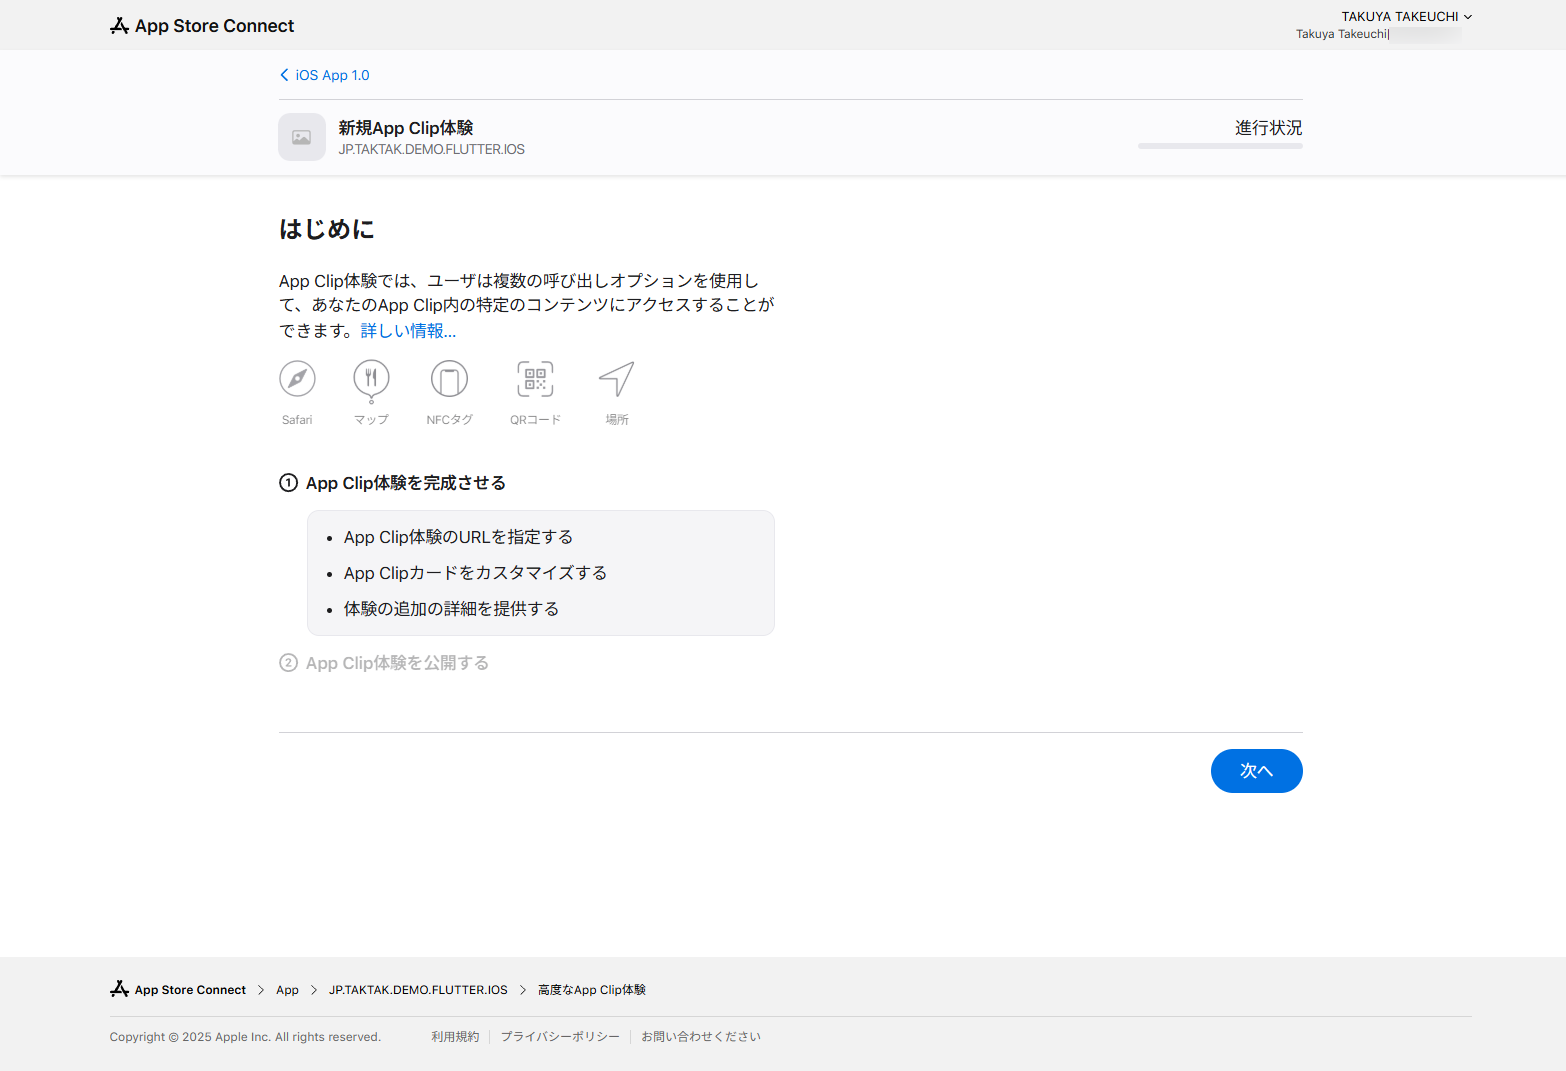 App Store Connect
TAKUYA TAKEUCHI
Takuya Takeuchi|
iOS App 1.0
新規App Clip体験
JP.TAKTAK.DEMO.FLUTTER.IOS
進行状況
はじめに
App Clip体験では、ユーザは複数の呼び出しオプションを使用し
て、あなたのApp Clip内の特定のコンテンツにアクセスすることが
できます。詳しい情報...
Safari
マップ
NFCタグ
QRコード
場所
1 App Clip体験を完成させる
• App Clip体験のURLを指定する
• App Clipカードをカスタマイズする
• 体験の追加の詳細を提供する
2 App Clip体験を公開する
次へ
App Store Connect > App > JP.TAKTAK.DEMO.FLUTTER.IOS > 高度なApp Clip体験
Copyright © 2025 Apple Inc. All rights reserved.
利用規約 | プライバシーポリシー | お問い合わせください